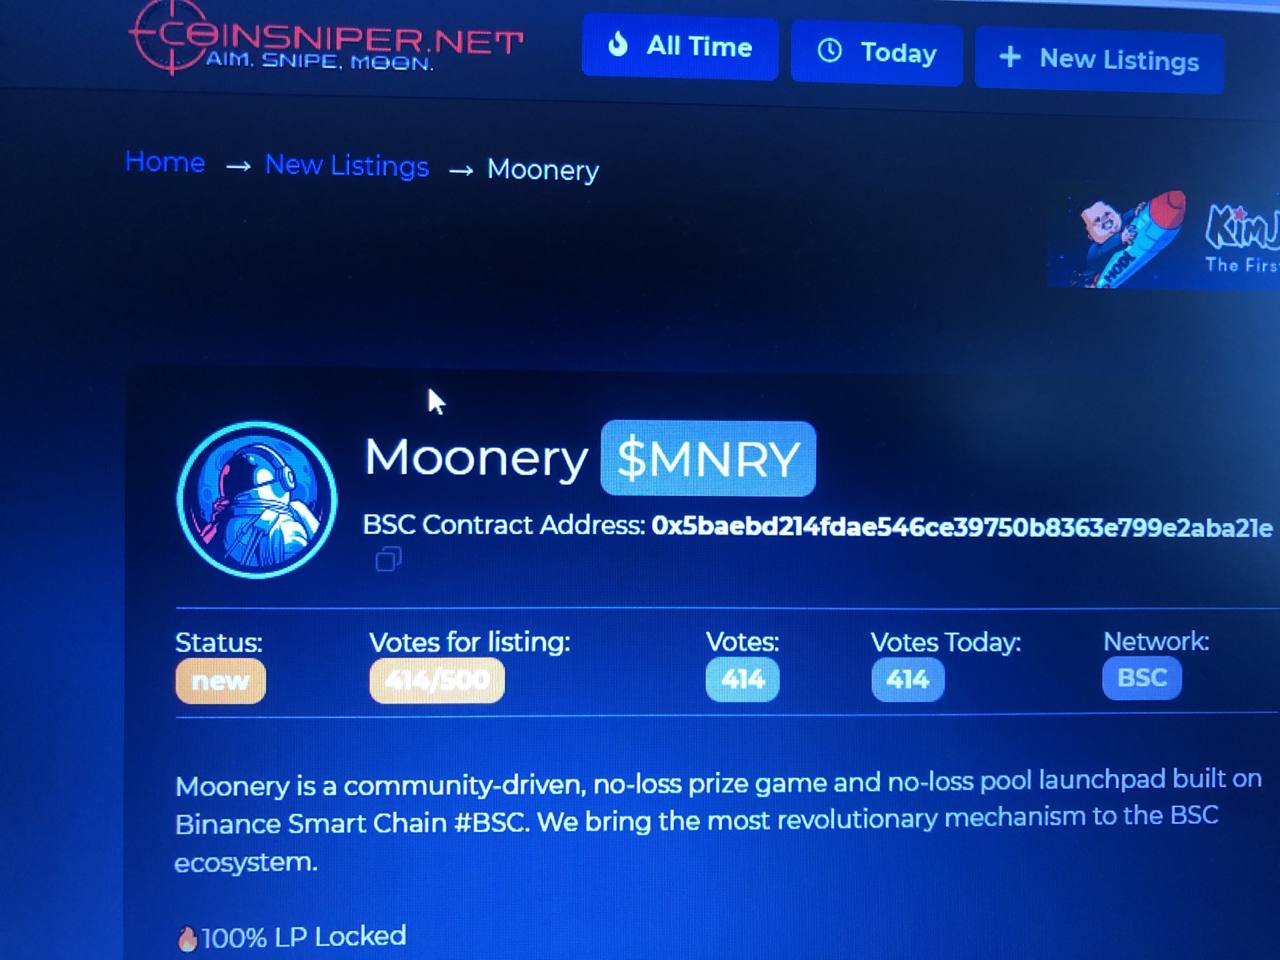 COINSNIPER.NET
AIM. SNIPE. MOON.
All Time
Today
New Listings
Home → New Listings → Moonery
HODL
KIMJ
The First
Moonery $MNRY
BSC Contract Address: 0x5baebd214fdae546ce39750b8363e799e2aba21e
Status: Votes for listing: Votes: Votes Today: Network:
new 414/500 414 414 BSC
Moonery is a community-driven, no-loss prize game and no-loss pool launchpad built on
Binance Smart Chain #BSC. We bring the most revolutionary mechanism to the BSC
ecosystem.
🔥100% LP Locked